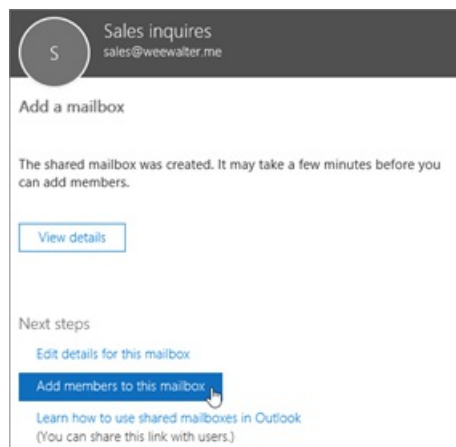 S
Sales inquires
sales@weewalter.me
Add a mailbox
The shared mailbox was created. It may take a few minutes before you
can add members.
View details
Next steps
Edit details for this mailbox
Add members to this mailbox
Learn how to use shared mailboxes in Outlook
(You can share this link with users.)